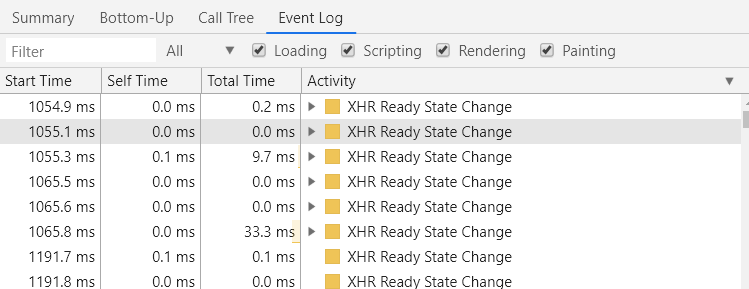 Summary Bottom-Up Call Tree Event Log
Filter All Loading Scripting Rendering Painting
Start Time Self Time Total Time Activity
1054.9 ms 0.0 ms 0.2 ms XHR Ready State Change
1055.1 ms 0.0 ms 0.0 ms XHR Ready State Change
1055.3 ms 0.1 ms 9.7 ms XHR Ready State Change
1065.5 ms 0.0 ms 0.0 ms XHR Ready State Change
1065.6 ms 0.0 ms 0.0 ms XHR Ready State Change
1065.8 ms 0.0 ms 33.3 ms XHR Ready State Change
1191.7 ms 0.1 ms 0.1 ms XHR Ready State Change
1191.8 ms 0.0 ms 0.0 ms XHR Ready State Change